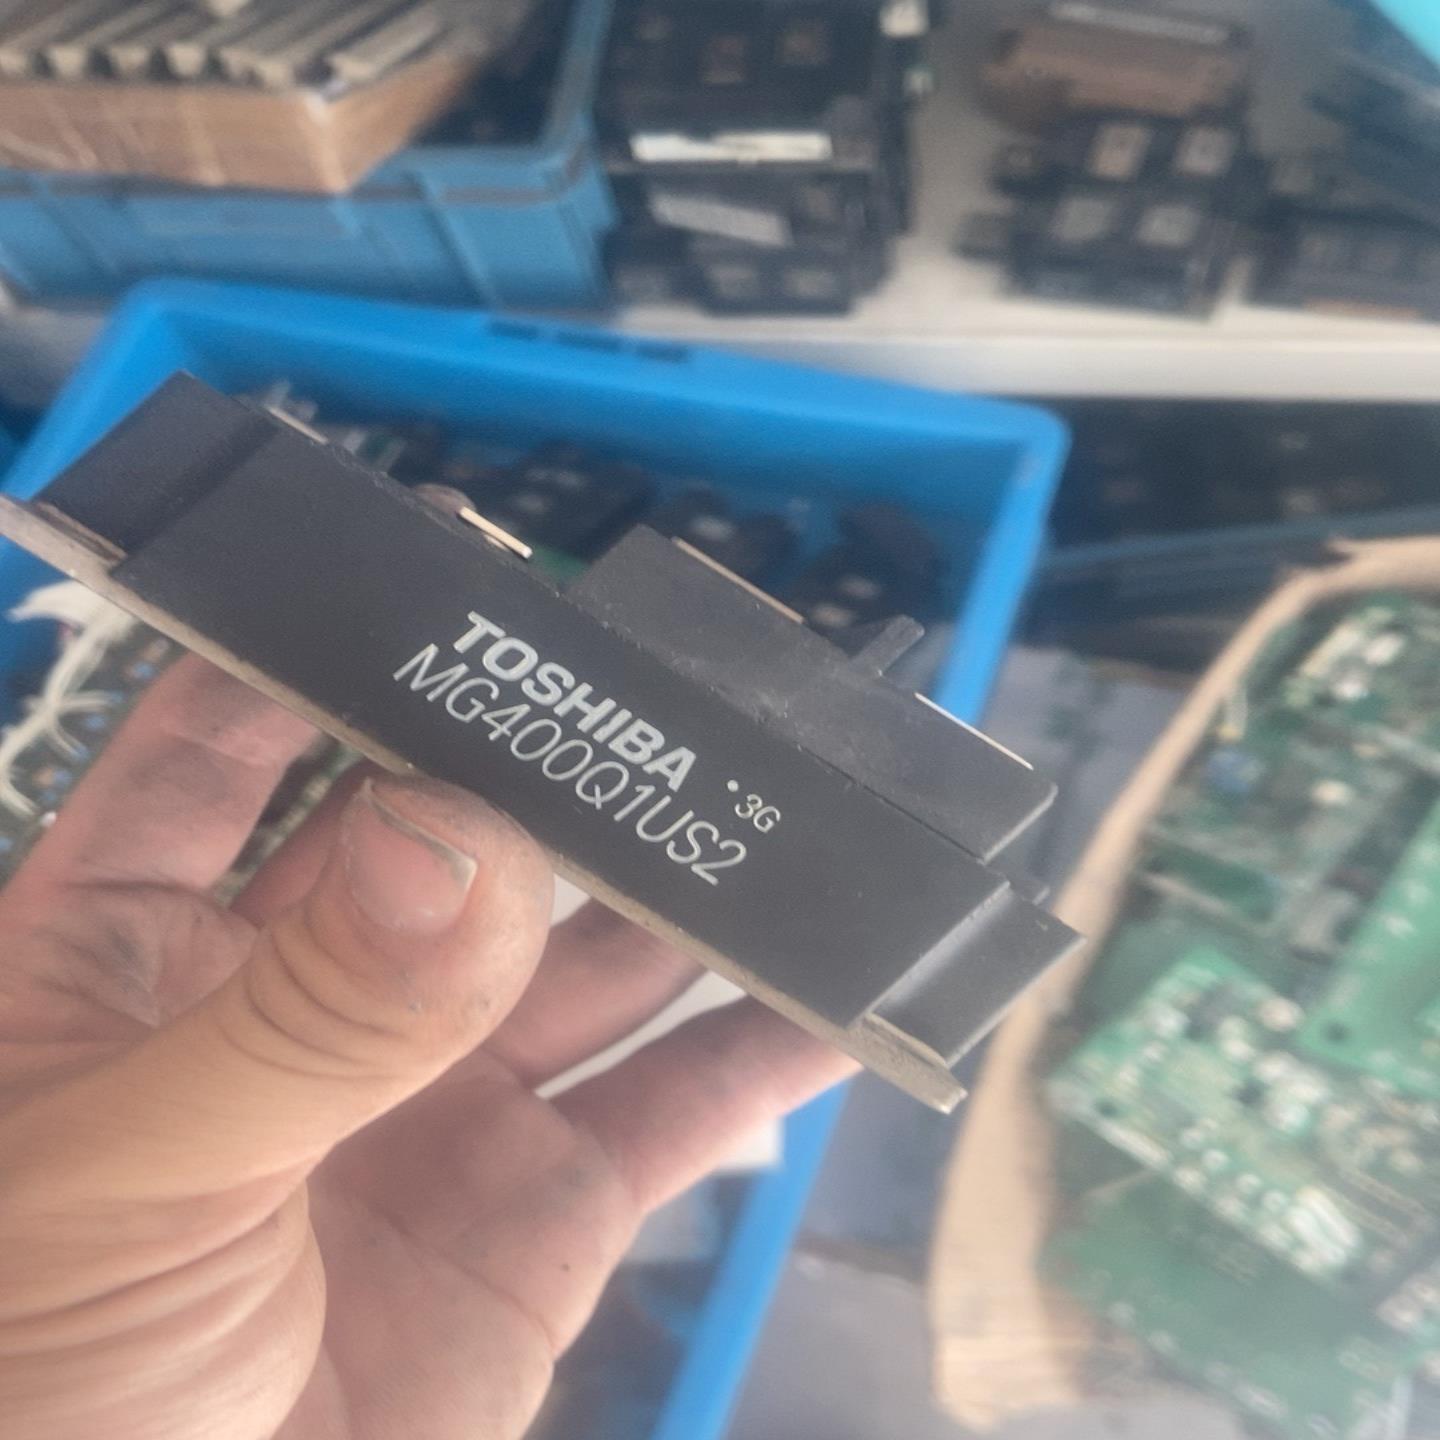 TOSHIBA
• 3G
MG400Q1US2